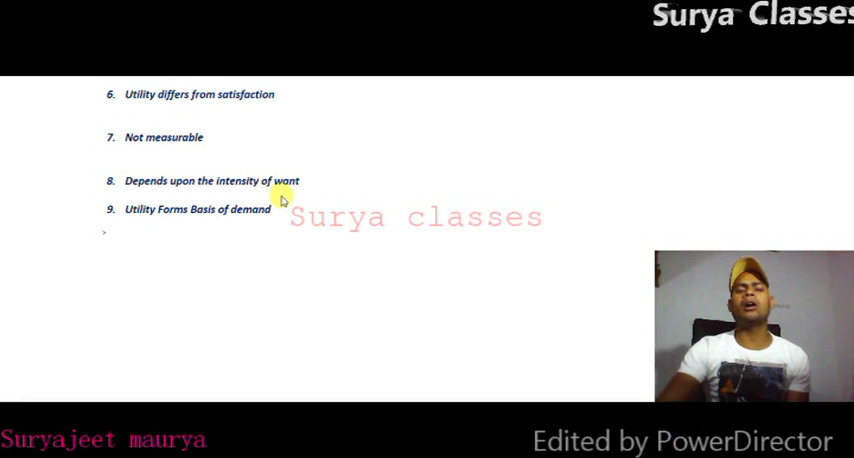 Surya Classes
6. Utility differs from satisfaction
7. Not measurable
8. Depends upon the intensity of want
9. Utility Forms Basis of demand
Surya classes
>
Suryajeet maurya
Edited by PowerDirector